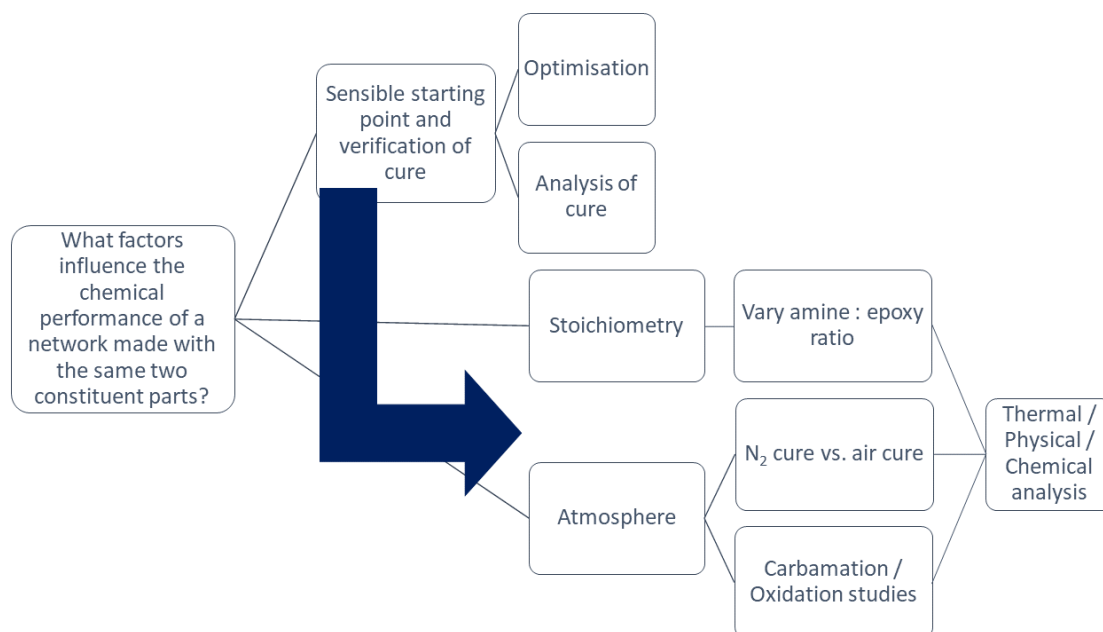 What factors
influence the
chemical
performance of a
network made with
the same two
constituent parts?
Sensible starting
point and
verification of
cure
Optimisation
Analysis of
cure
Stoichiometry
Vary amine : epoxy
ratio
Atmosphere
N₂ cure vs. air cure
Carbamation /
Oxidation studies
Thermal /
Physical /
Chemical
analysis